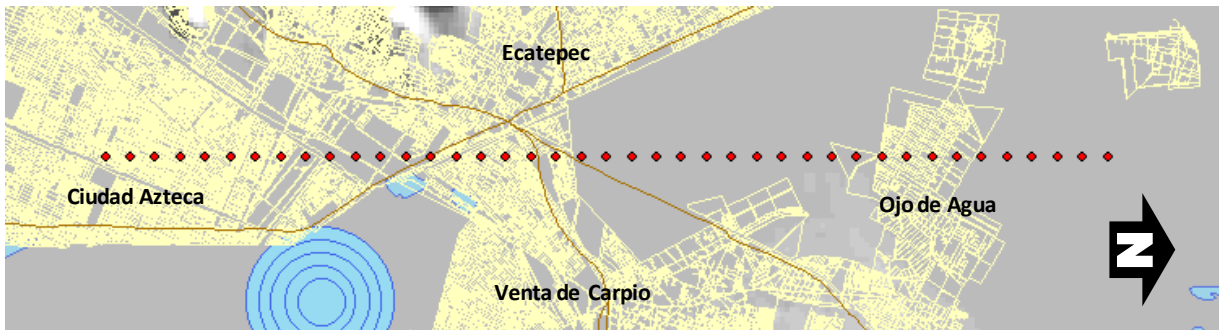 Ecatepec
Ciudad Azteca
Ojo de Agua
N
Venta de Carpio